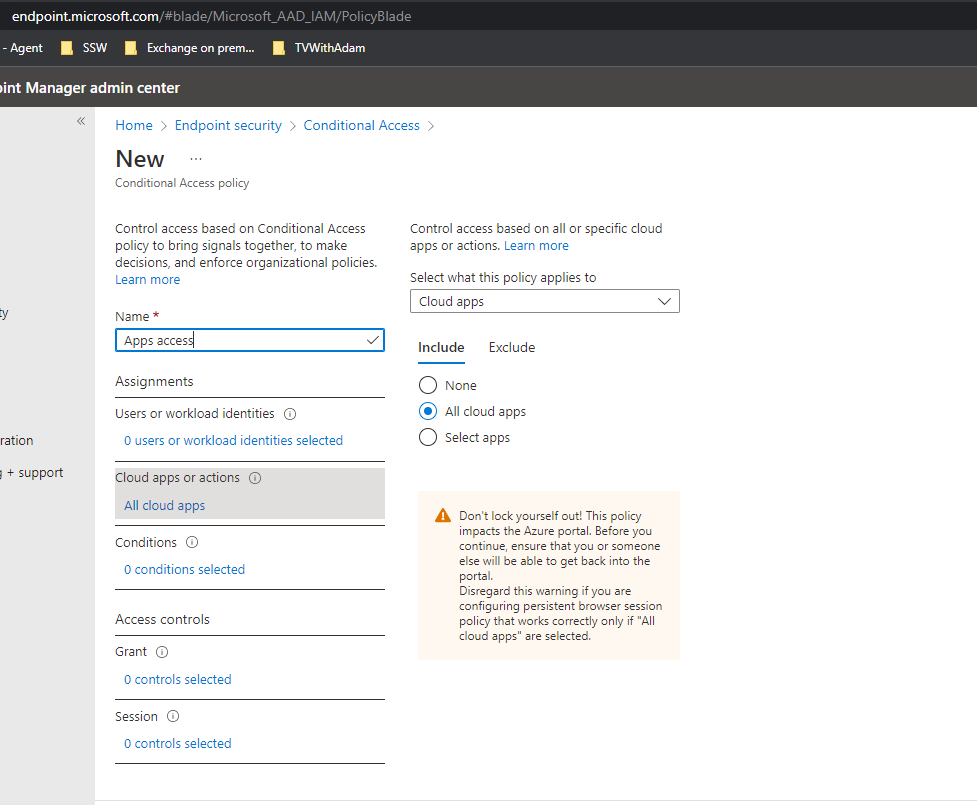 endpoint.microsoft.com/#blade/Microsoft_AAD_IAM/PolicyBlade
- Agent SSW Exchange on prem... TVWithAdam
oint Manager admin center
«
Home > Endpoint security > Conditional Access >
New ...
Conditional Access policy
Control access based on Conditional Access
policy to bring signals together, to make
decisions, and enforce organizational policies.
Learn more
Name *
Apps access
Assignments
Users or workload identities
0 users or workload identities selected
Cloud apps or actions
All cloud apps
Conditions
0 conditions selected
Access controls
Grant
0 controls selected
Session
0 controls selected
Control access based on all or specific cloud
apps or actions. Learn more
Select what this policy applies to
Cloud apps
Include Exclude
None
All cloud apps
Select apps
Don't lock yourself out! This policy
impacts the Azure portal. Before you
continue, ensure that you or someone
else will be able to get back into the
portal.
Disregard this warning if you are
configuring persistent browser session
policy that works correctly only if "All
cloud apps" are selected.
ty
ration
g + support